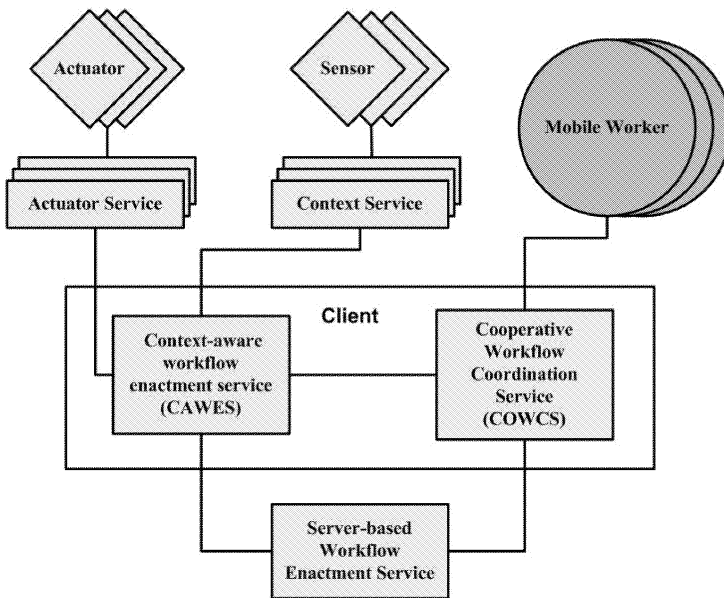 Actuator
Sensor
Mobile Worker
Actuator Service
Context Service
Client
Context-aware
workflow
enactment service
(CAWES)
Cooperative
Workflow
Coordination
Service
(COWCS)
Server-based
Workflow
Enactment Service